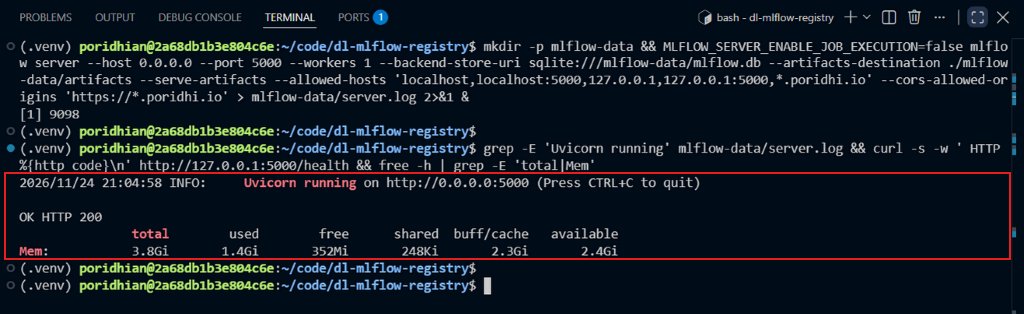 PROBLEMS OUTPUT DEBUG CONSOLE TERMINAL PORTS 1 bash - dl-mlflow-registry
(.venv) poridhian@2a68db1b3e804c6e:~/code/dl-mlflow-registry$ mkdir -p mlflow-data && MLFLOW_SERVER_ENABLE_JOB_EXECUTION=false mlflo
w server --host 0.0.0.0 --port 5000 --workers 1 --backend-store-uri sqlite:///mlflow-data/mlflow.db --artifacts-destination ./mlflow
-data/artifacts --serve-artifacts --allowed-hosts 'localhost,localhost:5000,127.0.0.1,127.0.0.1:5000,*.poridhi.io' --cors-allowed-or
igins 'https://*.poridhi.io' > mlflow-data/server.log 2>&1 &
[1] 9098
(.venv) poridhian@2a68db1b3e804c6e:~/code/dl-mlflow-registry$
(.venv) poridhian@2a68db1b3e804c6e:~/code/dl-mlflow-registry$ grep -E 'Uvicorn running' mlflow-data/server.log && curl -s -w ' HTTP
%{http_code}\n' http://127.0.0.1:5000/health && free -h | grep -E 'total|Mem'
2026/11/24 21:04:58 INFO: Uvicorn running on http://0.0.0.0:5000 (Press CTRL+C to quit)
OK HTTP 200
total used free shared buff/cache available
Mem: 3.8Gi 1.4Gi 352Mi 248Ki 2.3Gi 2.4Gi
(.venv) poridhian@2a68db1b3e804c6e:~/code/dl-mlflow-registry$
(.venv) poridhian@2a68db1b3e804c6e:~/code/dl-mlflow-registry$